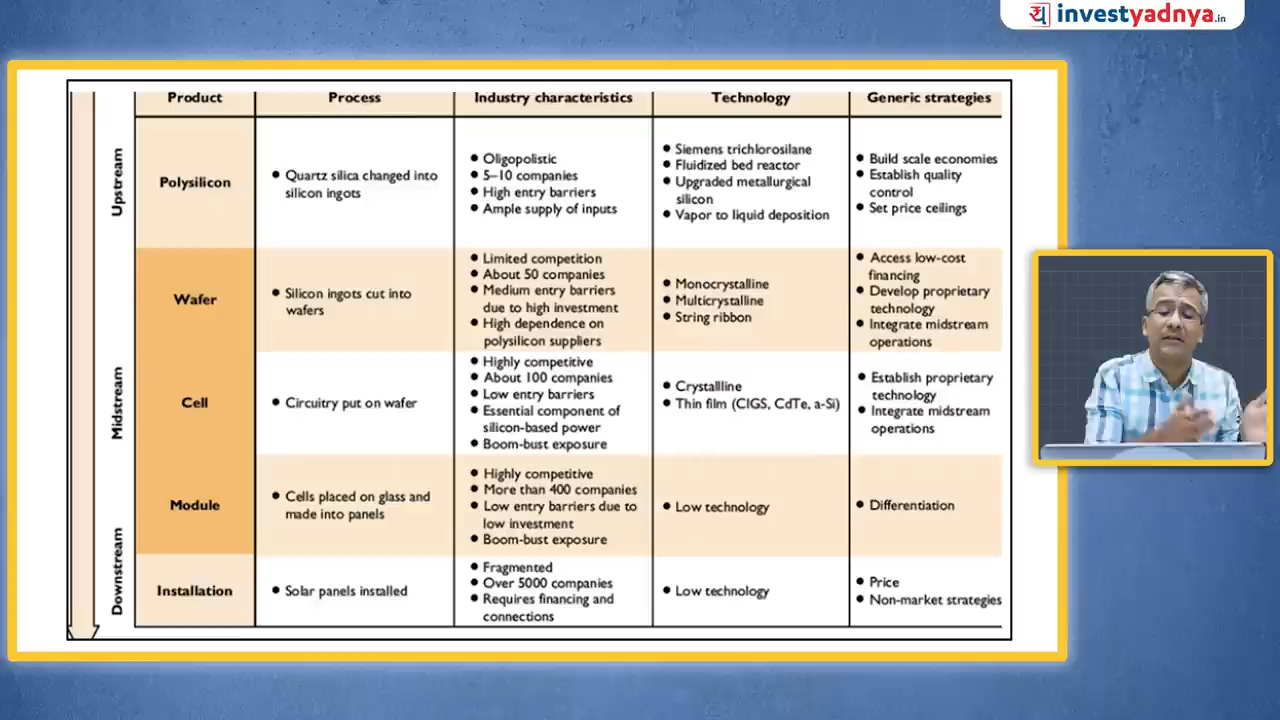 investyadnya.in
Product
Process
Industry characteristics
Technology
Generic strategies
Upstream
Polysilicon
• Quartz silica changed into
silicon ingots
• Oligopolistic
• 5–10 companies
• High entry barriers
• Ample supply of inputs
• Siemens trichlorosilane
• Fluidized bed reactor
• Upgraded metallurgical
silicon
• Vapor to liquid deposition
• Build scale economies
• Establish quality
control
• Set price ceilings
Wafer
• Silicon ingots cut into
wafers
• Limited competition
• About 50 companies
• Medium entry barriers
due to high investment
• High dependence on
polysilicon suppliers
• Monocrystalline
• Multicrystalline
• String ribbon
• Access low-cost
financing
• Develop proprietary
technology
• Integrate midstream
operations
Midstream
Cell
• Circuitry put on wafer
• Highly competitive
• About 100 companies
• Low entry barriers
• Essential component of
silicon-based power
• Boom-bust exposure
• Crystallline
• Thin film (CIGS, CdTe, a-Si)
• Establish proprietary
technology
• Integrate midstream
operations
Module
• Cells placed on glass and
made into panels
• Highly competitive
• More than 400 companies
• Low entry barriers due to
low investment
• Boom-bust exposure
• Low technology
• Differentiation
Downstream
Installation
• Solar panels installed
• Fragmented
• Over 5000 companies
• Requires financing and
connections
• Low technology
• Price
• Non-market strategies